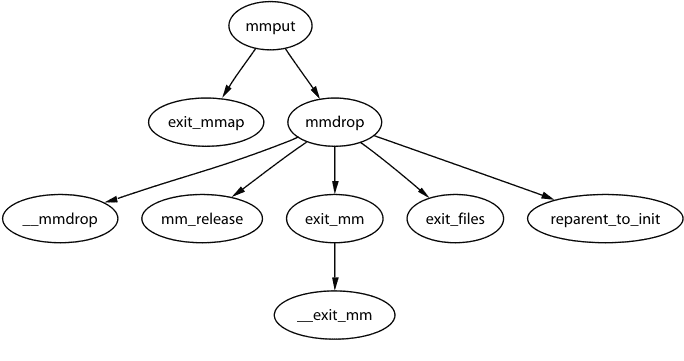 mmput
exit_mmap
mmdrop
__mmdrop
mm_release
exit_mm
exit_files
reparent_to_init
__exit_mm